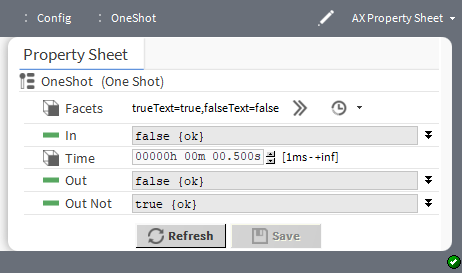 : Config : OneShot AX Property Sheet
Property Sheet
OneShot (One Shot)
Facets trueText=true,falseText=false
In false {ok}
Time 00000h 00m 00.500s [1ms-+inf]
Out false {ok}
Out Not true {ok}
Refresh Save